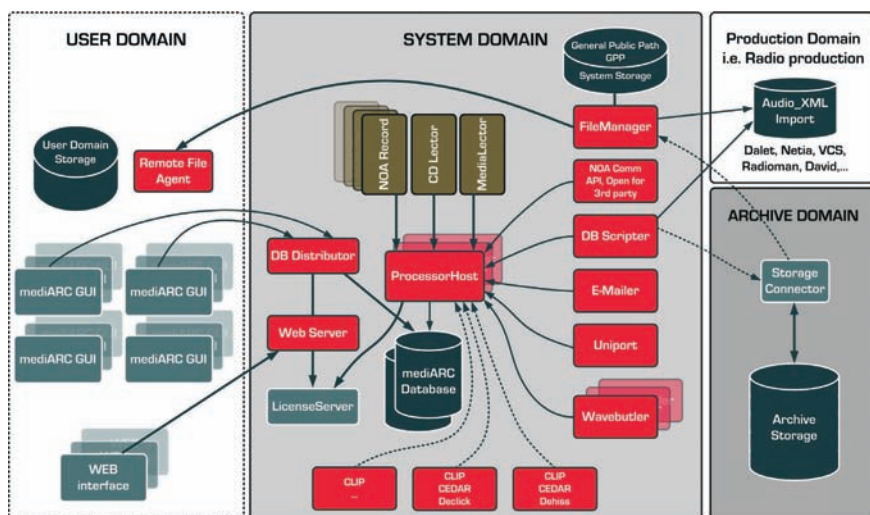 USER DOMAIN
User Domain
Storage
Remote File
Agent
mediARC GUI
mediARC GUI
mediARC GUI
mediARC GUI
WEB
interface
SYSTEM DOMAIN
General Public Path
GPP
System Storage
NOA Record
CD Lector
MediaLector
FileManager
NOA Comm
API, Open for
3rd party
DB Distributor
ProcessorHost
DB Scripter
E-Mailer
Web Server
Uniport
mediARC
Database
LicenseServer
Wavebutler
CLIP
...
CLIP
CEDAR
Declick
CLIP
CEDAR
Dehiss
Production Domain
i.e. Radio production
Audio_XML
Import
Dalet, Netia, VCS,
Radioman, David,...
ARCHIVE DOMAIN
Storage
Connector
Archive
Storage